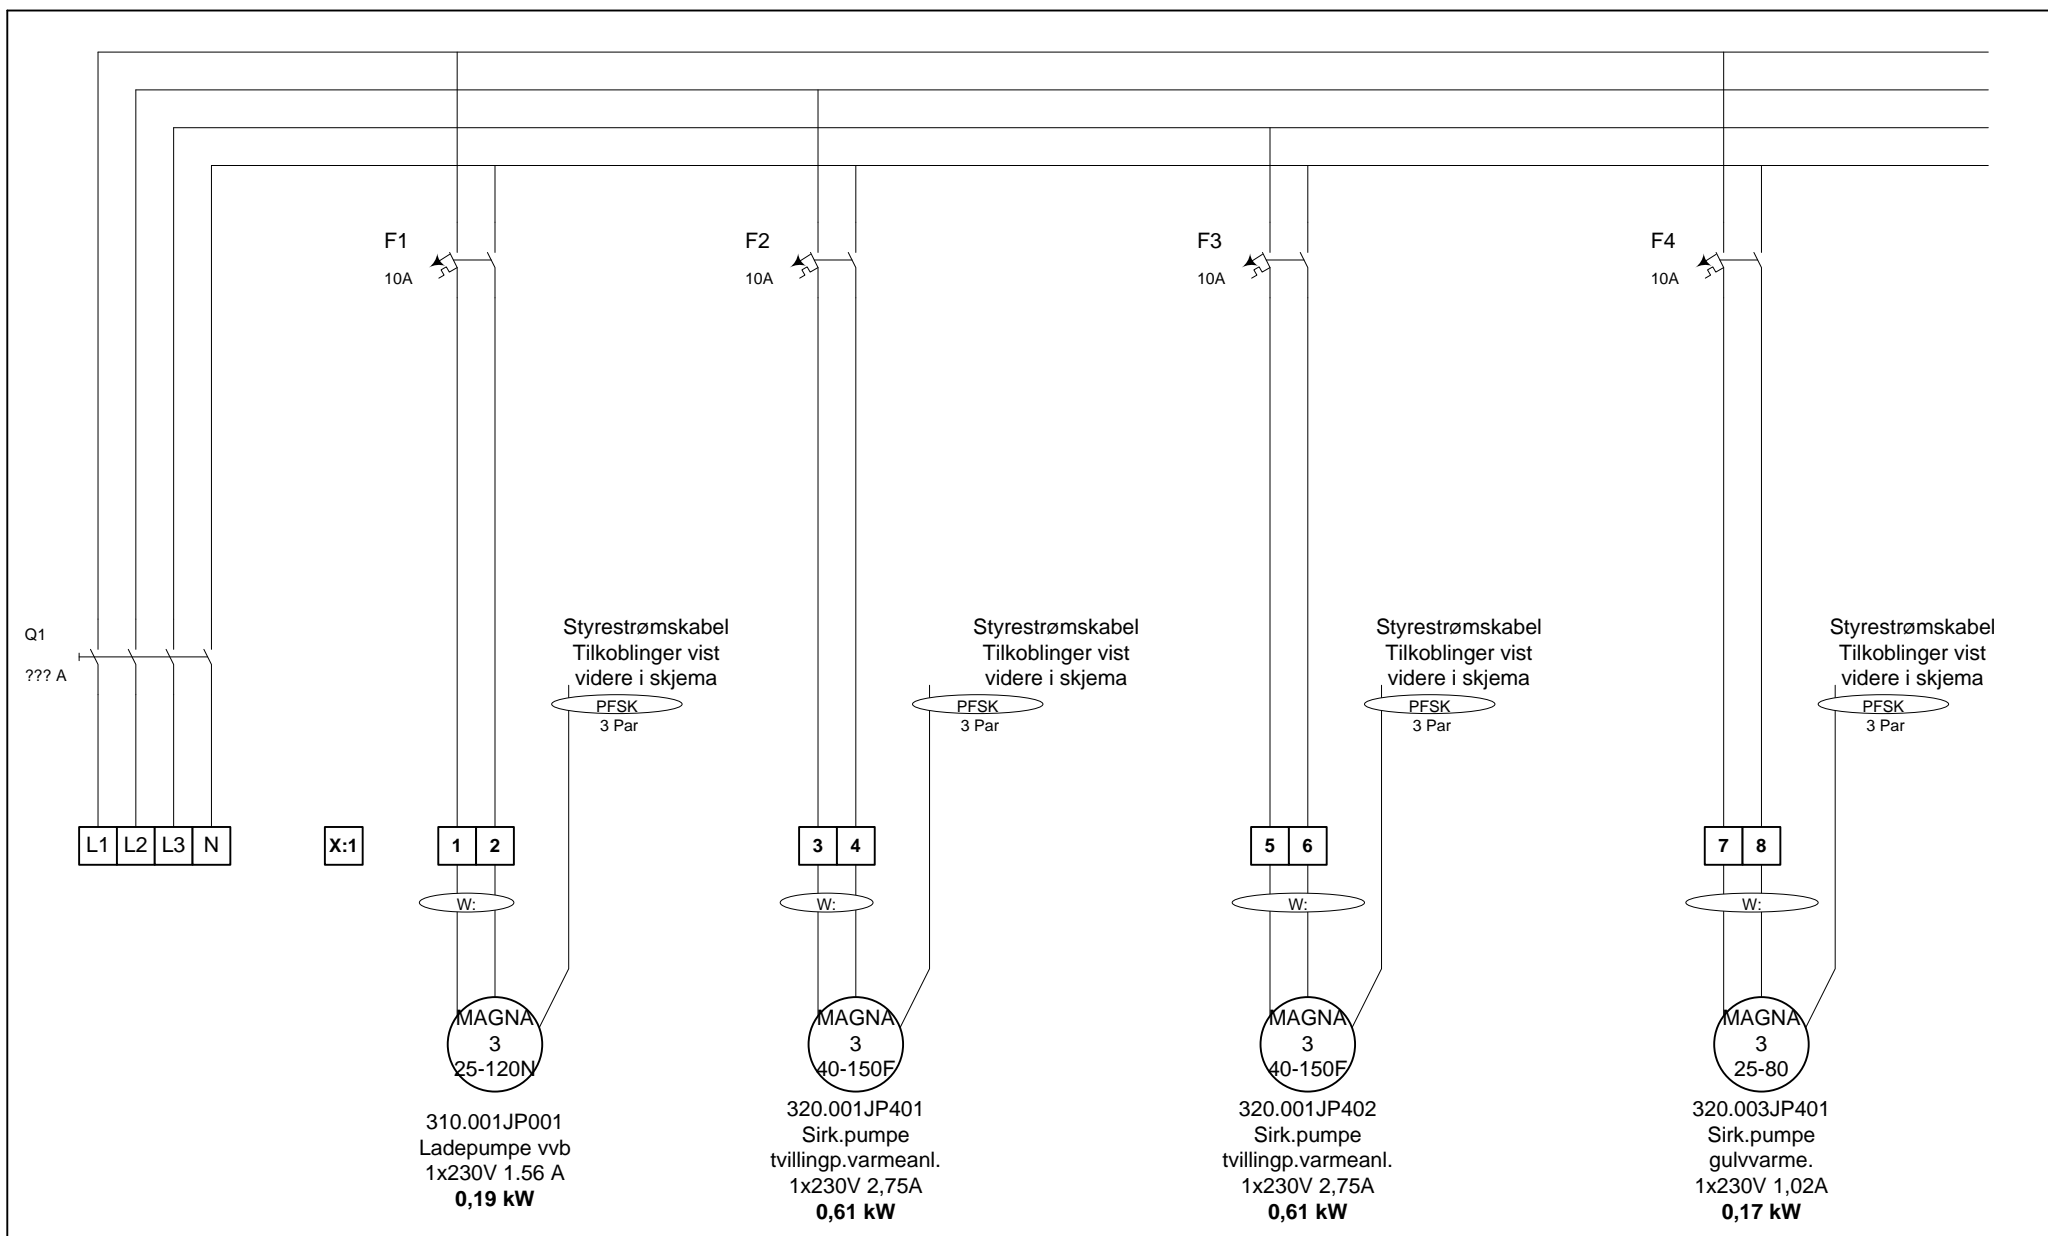 F1
10A
F2
10A
F3
10A
F4
10A
Q1
??? A
Styrestrømskabel
Tilkoblinger vist
videre i skjema
PFSK
3 Par
Styrestrømskabel
Tilkoblinger vist
videre i skjema
PFSK
3 Par
Styrestrømskabel
Tilkoblinger vist
videre i skjema
PFSK
3 Par
Styrestrømskabel
Tilkoblinger vist
videre i skjema
PFSK
3 Par
L1 L2 L3 N
X:1
1 2
3 4
5 6
7 8
W:
W:
W:
W:
MAGNA
3
25-120N
310.001JP001
Ladepumpe vvb
1x230V 1.56 A
0,19 kW
MAGNA
3
40-150F
320.001JP401
Sirk.pumpe
tvillingp.varmeanl.
1x230V 2,75A
0,61 kW
MAGNA
3
40-150F
320.001JP402
Sirk.pumpe
tvillingp.varmeanl.
1x230V 2,75A
0,61 kW
MAGNA
3
25-80
320.003JP401
Sirk.pumpe
gulvvarme.
1x230V 1,02A
0,17 kW